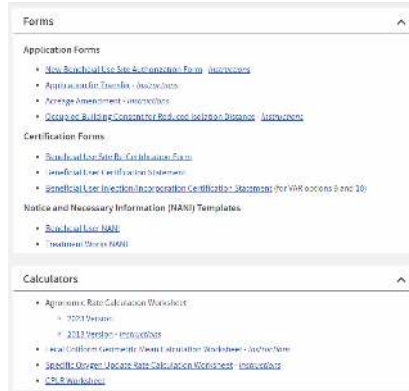 Forms
Application Forms
New Beneficial Use Site Authorization Form - Instructions
Application for Transfer - Instructions
Acreage Amendment - Instructions
Occupied Building Consent for Reduced Isolation Distance - Instructions
Certification Forms
Beneficial Use Site Re-Certification Form
Beneficial User Certification Statement
Beneficial User Injection/Incorporation Certification Statement (for VAR options 9 and 10)
Notice and Necessary Information (NANI) Templates
Beneficial User NANI
Treatment Works NANI
Calculators
Agronomic Rate Calculation Worksheet
2023 Version
2013 Version - Instructions
Fecal Coliform Geometric Mean Calculation Worksheet - Instructions
Specific Oxygen Uptake Rate Calculation Worksheet - Instructions
CPLR Worksheet